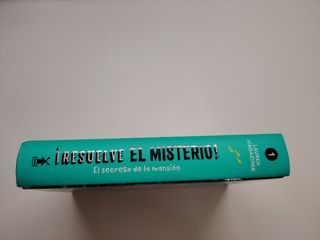 ¡RESUELVE EL MISTERIO!
El secreto de la mansión
LAUREN
MAGAZINER
1